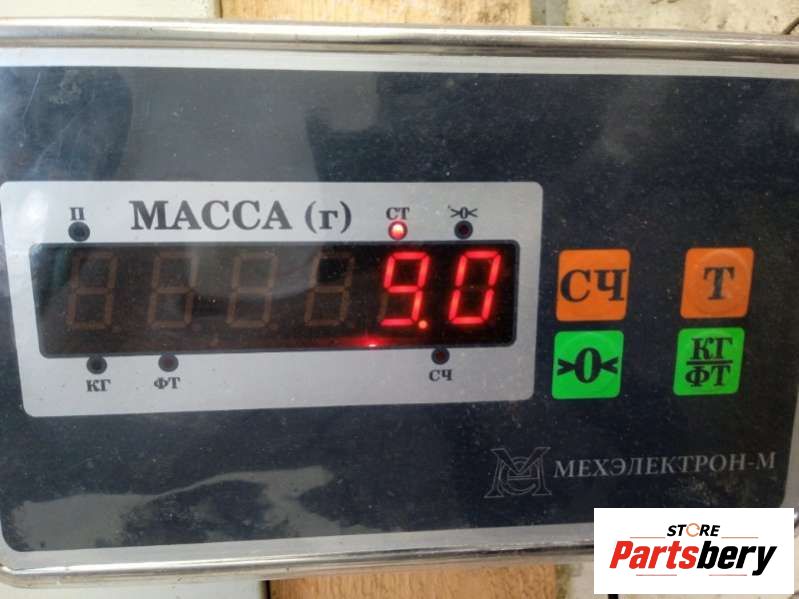 П МАССА (г) СТ >0<
9.0
КГ ФТ СЧ
СЧ Т
>0< КГ/ФТ
МЕХЭЛЕКТРОН-М
STORE
Partsbery